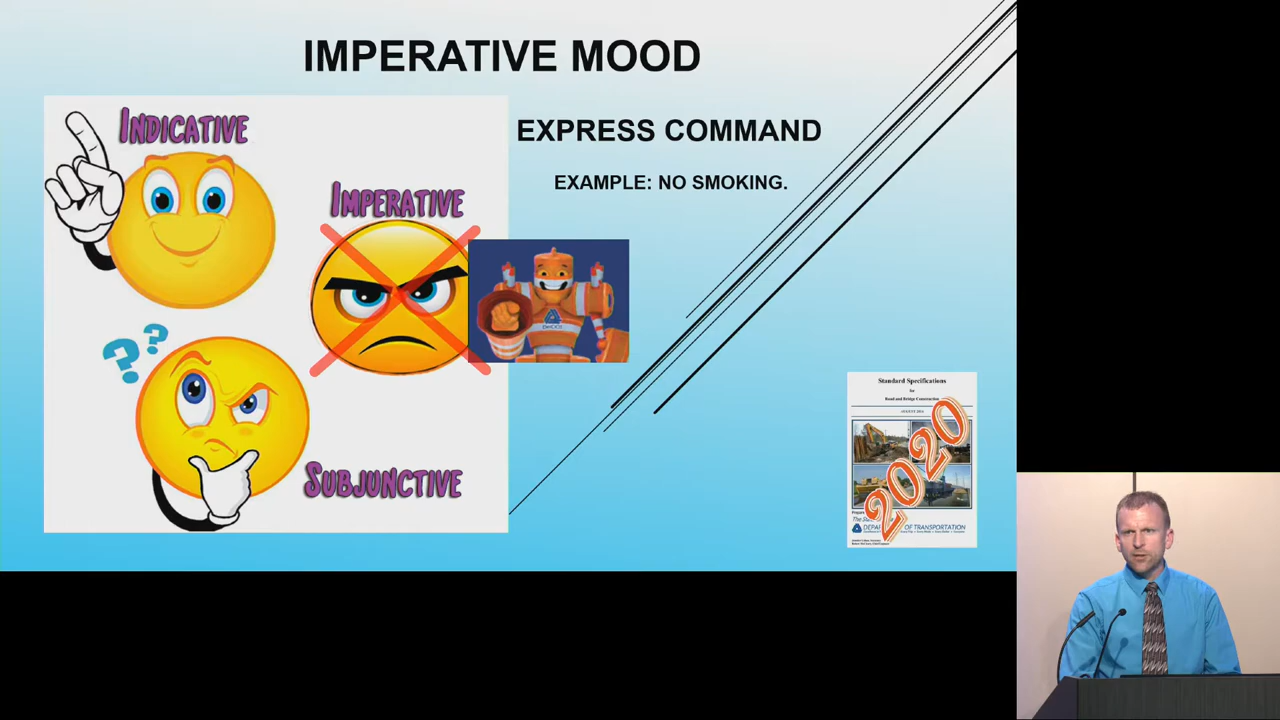 IMPERATIVE MOOD
INDICATIVE
EXPRESS COMMAND
EXAMPLE: NO SMOKING.
IMPERATIVE
??
SUBJUNCTIVE
Standard Specifications
for
Road and Bridge Construction
2020
OF TRANSPORTATION